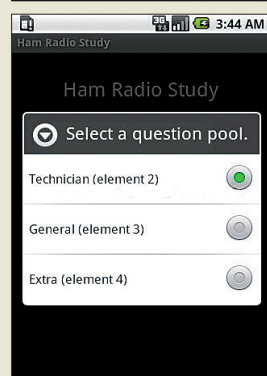 3G 3:44 AM
Ham Radio Study
Ham Radio Study
Select a question pool.
Technician (element 2)
General (element 3)
Extra (element 4)